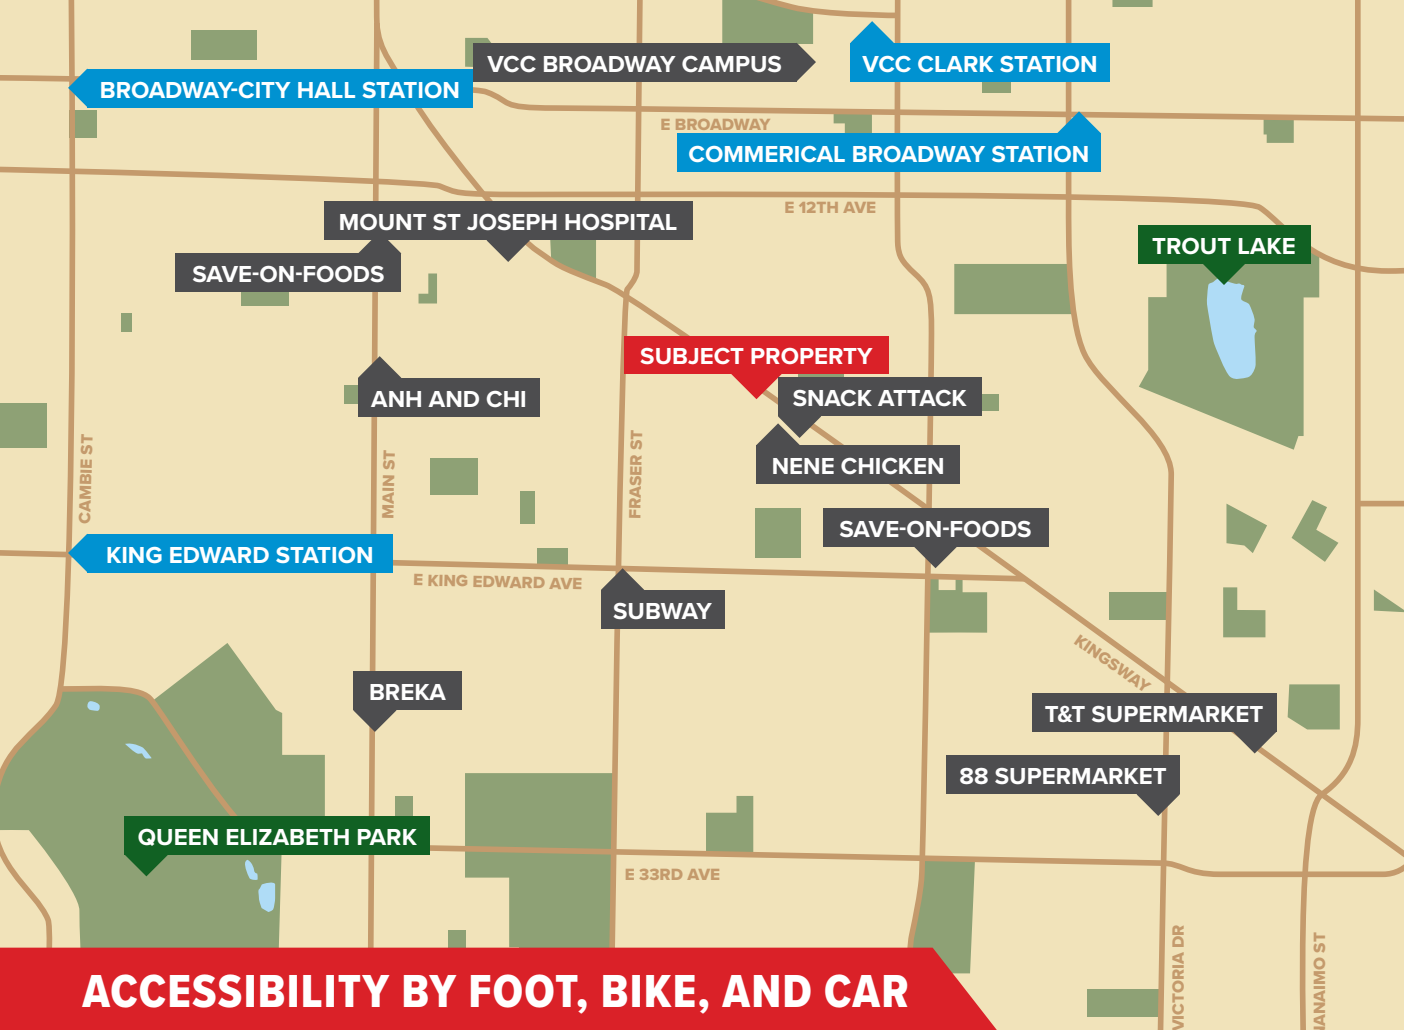 VCC BROADWAY CAMPUS
VCC CLARK STATION
BROADWAY-CITY HALL STATION
E BROADWAY
COMMERICAL BROADWAY STATION
E 12TH AVE
MOUNT ST JOSEPH HOSPITAL
TROUT LAKE
SAVE-ON-FOODS
SUBJECT PROPERTY
ANH AND CHI
SNACK ATTACK
CAMBIE ST
MAIN ST
FRASER ST
NENE CHICKEN
SAVE-ON-FOODS
KING EDWARD STATION
E KING EDWARD AVE
SUBWAY
KINGSWAY
BREKA
T&T SUPERMARKET
88 SUPERMARKET
QUEEN ELIZABETH PARK
E 33RD AVE
VICTORIA DR
ANAIMO ST
ACCESSIBILITY BY FOOT, BIKE, AND CAR